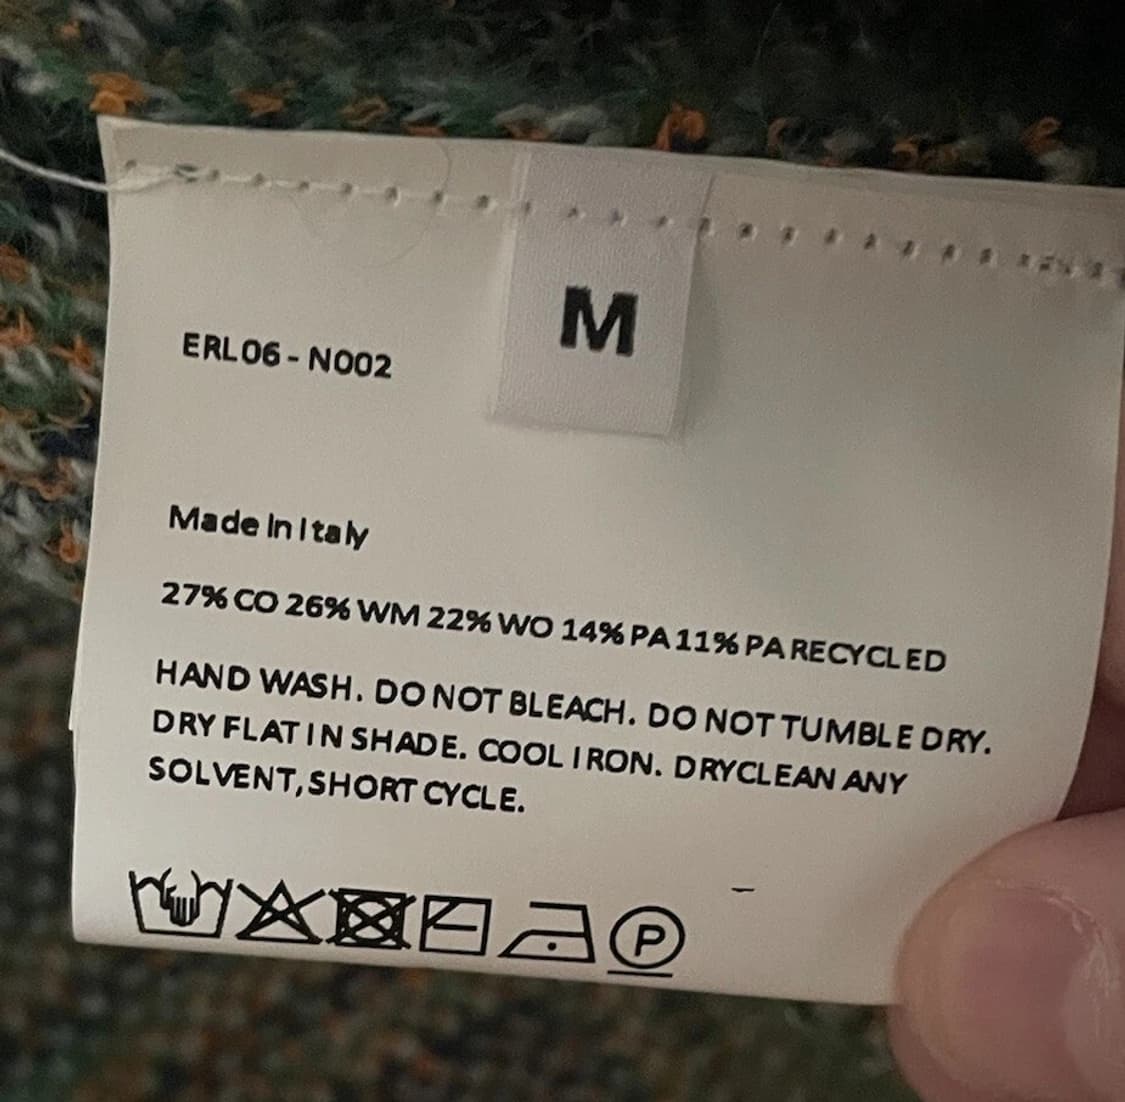 M
ERL06 - N002
Made In Italy
27% CO 26% WM 22% WO 14% PA 11% PA RECYCLED
HAND WASH. DO NOT BLEACH. DO NOT TUMBLE DRY.
DRY FLAT IN SHADE. COOL IRON. DRYCLEAN ANY
SOLVENT, SHORT CYCLE.
P